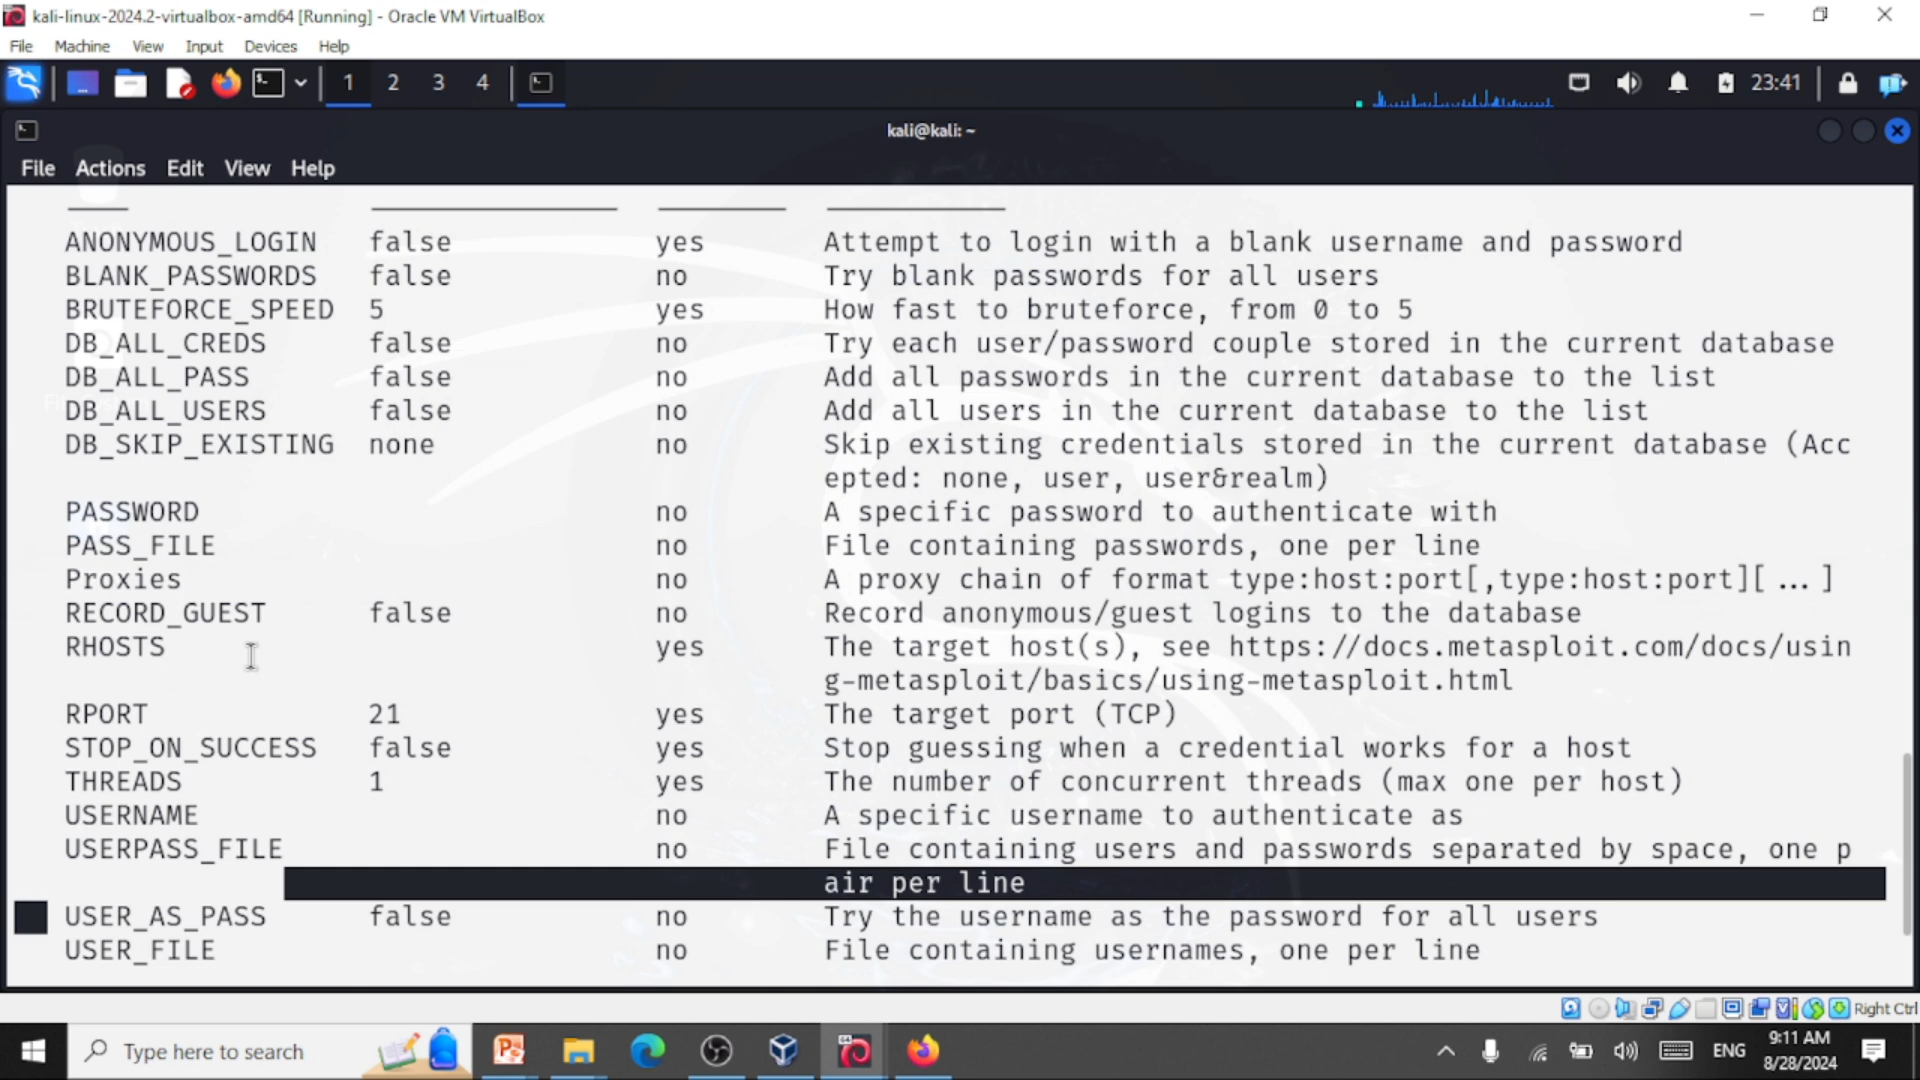 kali-linux-2024.2-virtualbox-amd64 [Running] - Oracle VM VirtualBox
File Machine View Input Devices Help
1 2 3 4 23:41
kali@kali: ~
File Actions Edit View Help
ANONYMOUS_LOGIN false yes Attempt to login with a blank username and password
BLANK_PASSWORDS false no Try blank passwords for all users
BRUTEFORCE_SPEED 5 yes How fast to bruteforce, from 0 to 5
DB_ALL_CREDS false no Try each user/password couple stored in the current database
DB_ALL_PASS false no Add all passwords in the current database to the list
DB_ALL_USERS false no Add all users in the current database to the list
DB_SKIP_EXISTING none no Skip existing credentials stored in the current database (Acc
epted: none, user, user&realm)
PASSWORD no A specific password to authenticate with
PASS_FILE no File containing passwords, one per line
Proxies no A proxy chain of format type:host:port[,type:host:port][...]
RECORD_GUEST false no Record anonymous/guest logins to the database
RHOSTS yes The target host(s), see https://docs.metasploit.com/docs/usin
g-metasploit/basics/using-metasploit.html
RPORT 21 yes The target port (TCP)
STOP_ON_SUCCESS false yes Stop guessing when a credential works for a host
THREADS 1 yes The number of concurrent threads (max one per host)
USERNAME no A specific username to authenticate as
USERPASS_FILE no File containing users and passwords separated by space, one p
air per line
USER_AS_PASS false no Try the username as the password for all users
USER_FILE no File containing usernames, one per line
Right Ctrl
Type here to search
ENG
9:11 AM
8/28/2024